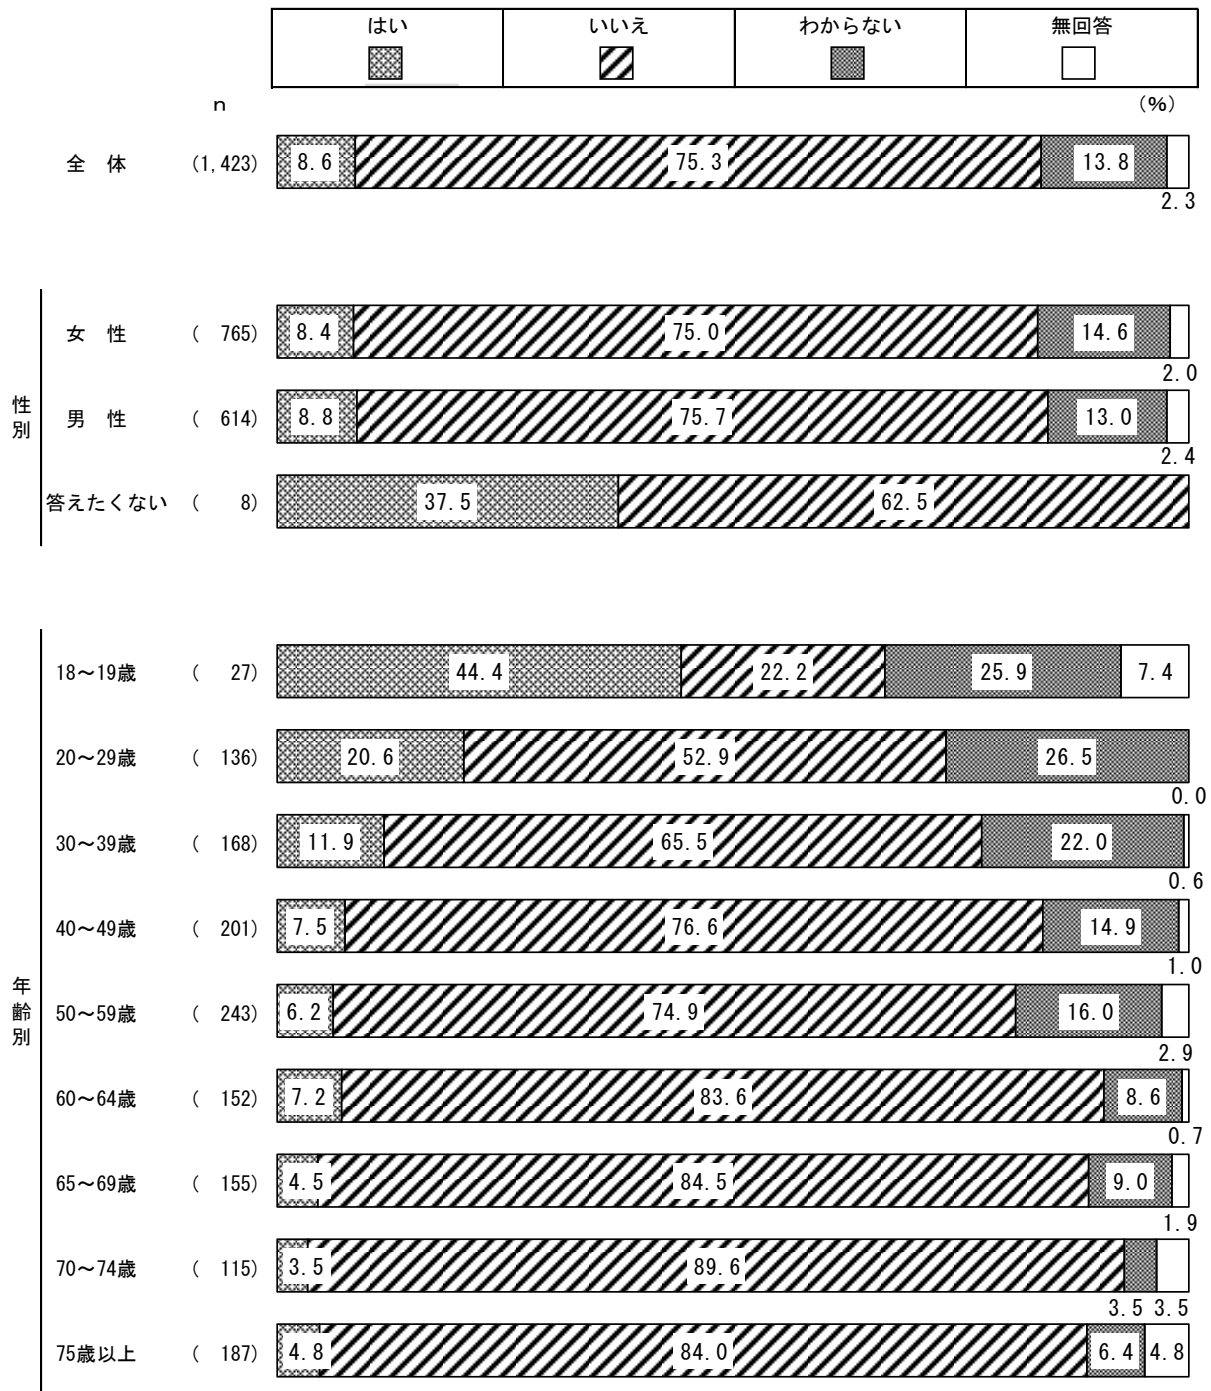 はい いいえ わからない 無回答
n (%)
全 体 (1,423) 8.6 75.3 13.8
2.3
性別
女 性 ( 765) 8.4 75.0 14.6
2.0
男 性 ( 614) 8.8 75.7 13.0
2.4
答えたくない ( 8) 37.5 62.5
年齢別
18～19歳 ( 27) 44.4 22.2 25.9 7.4
20～29歳 ( 136) 20.6 52.9 26.5
0.0
30～39歳 ( 168) 11.9 65.5 22.0
0.6
40～49歳 ( 201) 7.5 76.6 14.9
1.0
50～59歳 ( 243) 6.2 74.9 16.0
2.9
60～64歳 ( 152) 7.2 83.6 8.6
0.7
65～69歳 ( 155) 4.5 84.5 9.0
1.9
70～74歳 ( 115) 3.5 89.6
3.5 3.5
75歳以上 ( 187) 4.8 84.0 6.4 4.8